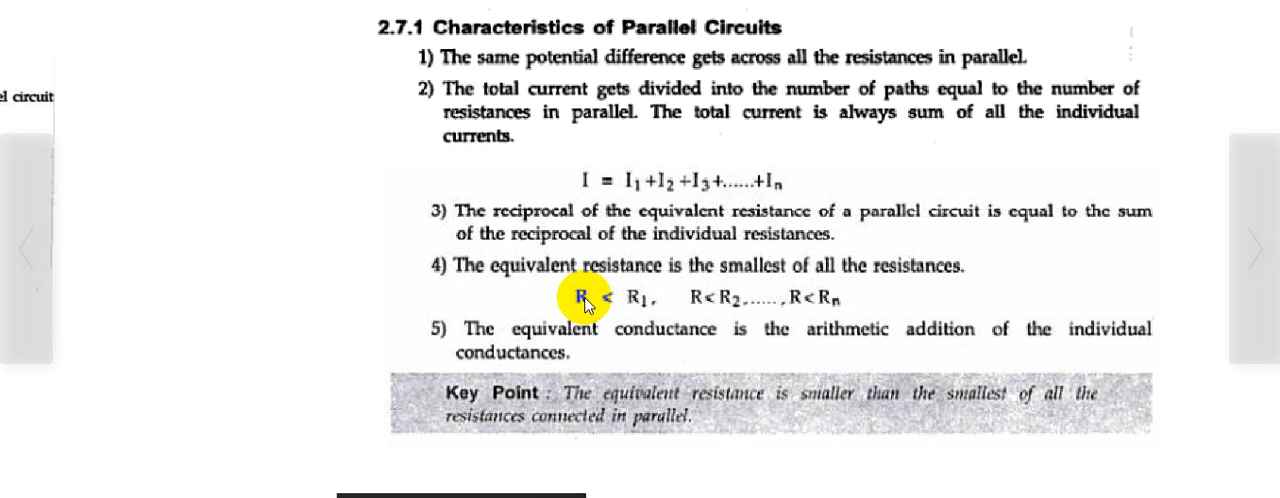 2.7.1 Characteristics of Parallel Circuits
1) The same potential difference gets across all the resistances in parallel.
2) The total current gets divided into the number of paths equal to the number of
resistances in parallel. The total current is always sum of all the individual
currents.
el circuit
I = I₁+I₂+I₃+......+Iₙ
3) The reciprocal of the equivalent resistance of a parallel circuit is equal to the sum
of the reciprocal of the individual resistances.
4) The equivalent resistance is the smallest of all the resistances.
R < R₁, R<R₂,......,R<Rₙ
5) The equivalent conductance is the arithmetic addition of the individual
conductances.
Key Point : The equivalent resistance is smaller than the smallest of all the
resistances connected in parallel.